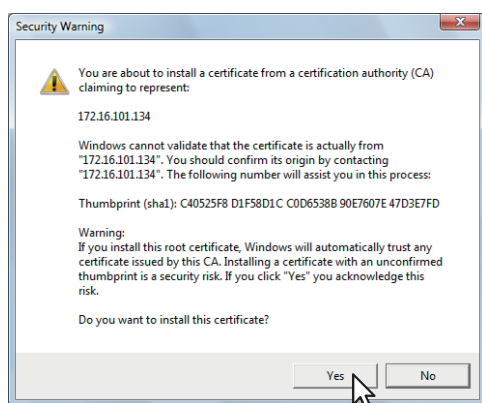 Security Warning
You are about to install a certificate from a certification authority (CA)
claiming to represent:
172.16.101.134
Windows cannot validate that the certificate is actually from
"172.16.101.134". You should confirm its origin by contacting
"172.16.101.134". The following number will assist you in this process:
Thumbprint (sha1): C40525F8 D1F58D1C C0D6538B 90E7607E 47D3E7FD
Warning:
If you install this root certificate, Windows will automatically trust any
certificate issued by this CA. Installing a certificate with an unconfirmed
thumbprint is a security risk. If you click "Yes" you acknowledge this
risk.
Do you want to install this certificate?
Yes No